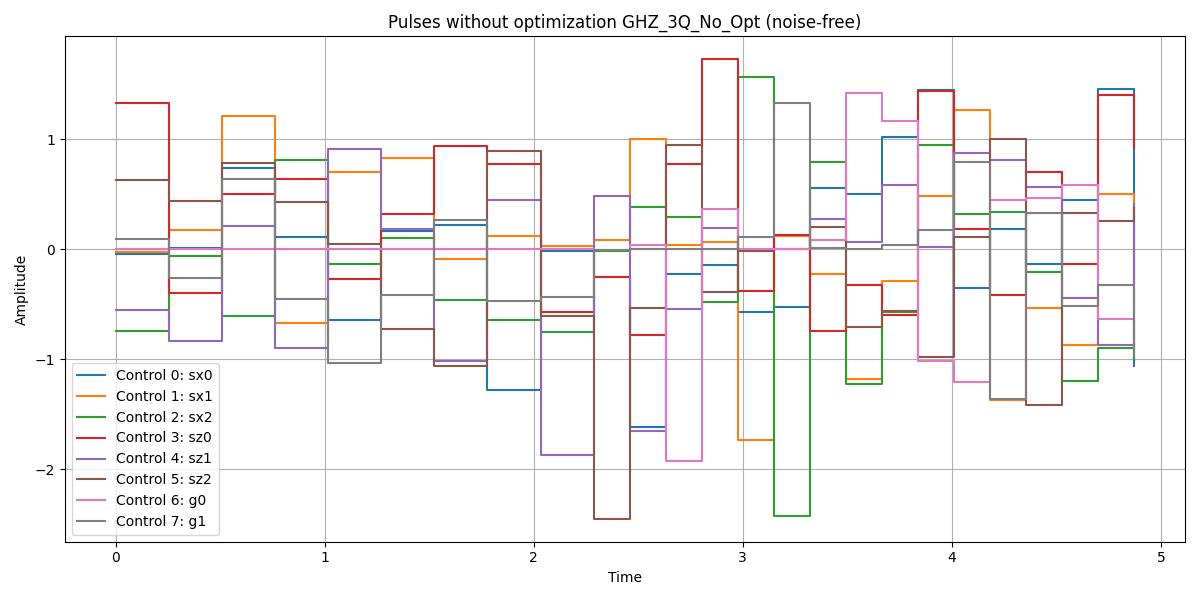 Pulses without optimization GHZ_3Q_No_Opt (noise-free)
Amplitude
1
0
−1
−2
Control 0: sx0
Control 1: sx1
Control 2: sx2
Control 3: sz0
Control 4: sz1
Control 5: sz2
Control 6: g0
Control 7: g1
0 1 2 3 4 5
Time